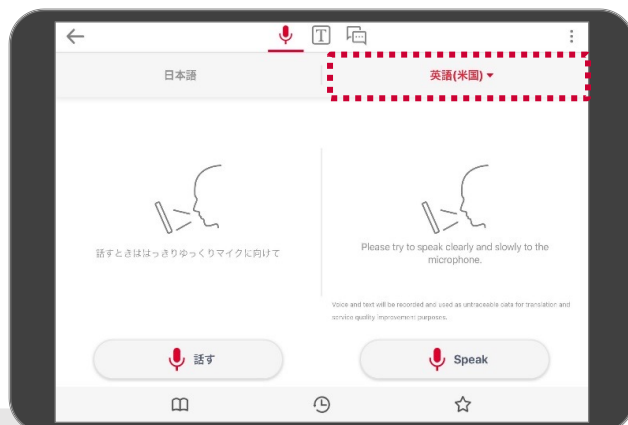 T
日本語
英語(米国)▼
話すときははっきりゆっくりマイクに向けて
Please try to speak clearly and slowly to the
microphone.
Voice and text will be recorded and used as untraceable data for translation and
service quality improvement purposes.
話す
Speak